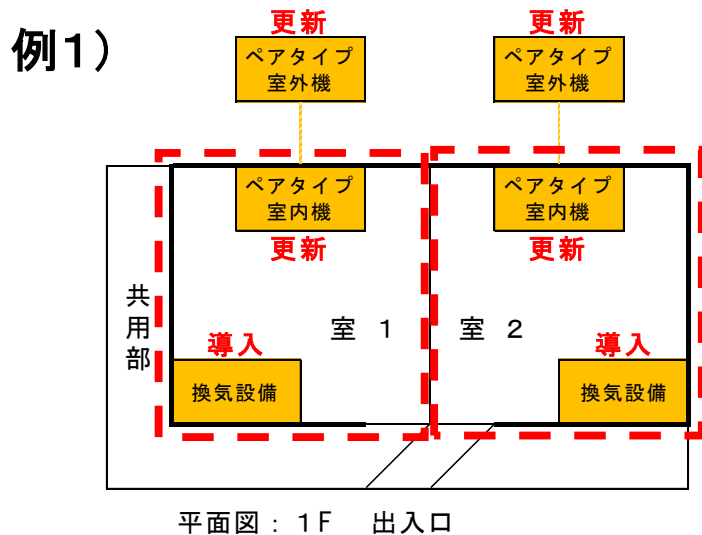 例1）
更新
ペアタイプ
室外機
更新
ペアタイプ
室外機
ペアタイプ
室内機
更新
ペアタイプ
室内機
更新
共用部
室 1
室 2
導入
換気設備
導入
換気設備
平面図：1F 出入口